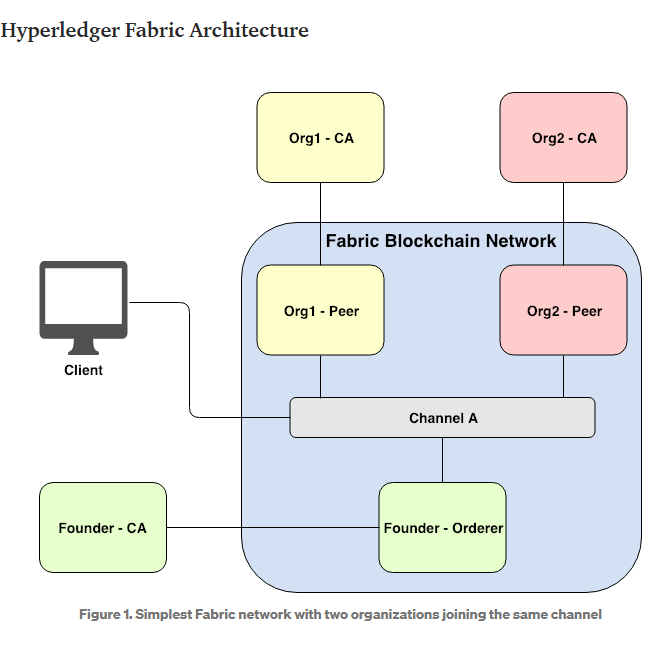 Hyperledger Fabric Architecture
Org1 - CA
Org2 - CA
Fabric Blockchain Network
Org1 - Peer
Org2 - Peer
Client
Channel A
Founder - CA
Founder - Orderer
Figure 1. Simplest Fabric network with two organizations joining the same channel